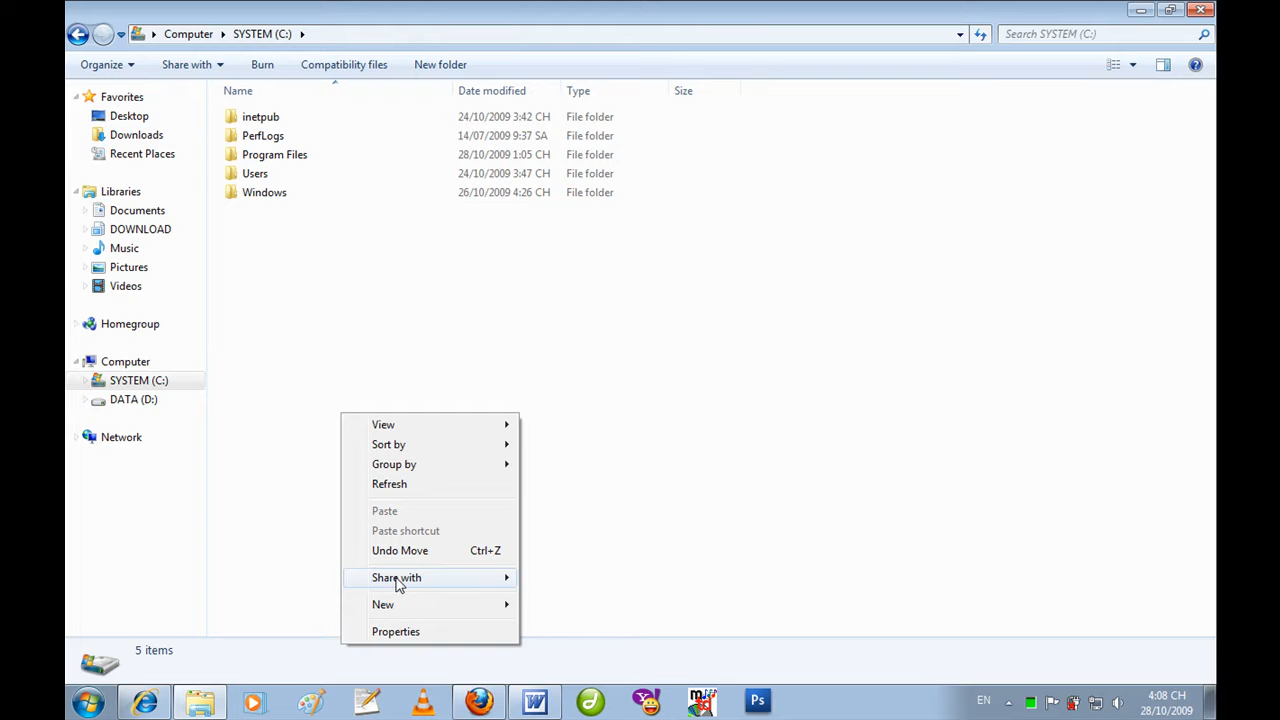 Computer SYSTEM (C:) Search SYSTEM (C:)
Organize Share with Burn Compatibility files New folder
Favorites
Desktop
Downloads
Recent Places
Libraries
Documents
DOWNLOAD
Music
Pictures
Videos
Homegroup
Computer
SYSTEM (C:)
DATA (D:)
Network
Name Date modified Type Size
inetpub 24/10/2009 3:42 CH File folder
PerfLogs 14/07/2009 9:37 SA File folder
Program Files 28/10/2009 1:05 CH File folder
Users 24/10/2009 3:47 CH File folder
Windows 26/10/2009 4:26 CH File folder
View
Sort by
Group by
Refresh
Paste
Paste shortcut
Undo Move Ctrl+Z
Share with
New
Properties
5 items
W Ps EN
4:08 CH
28/10/2009